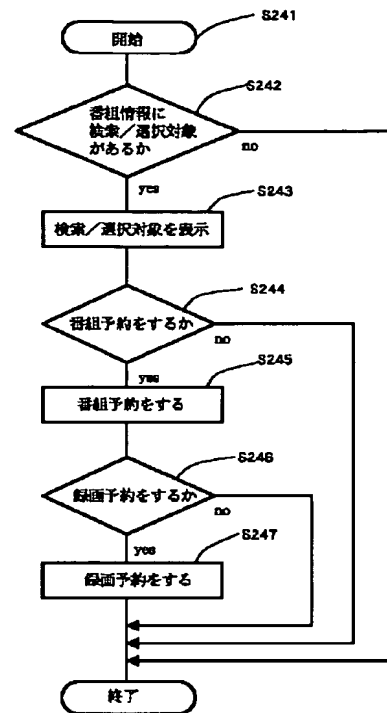 S241
開始
S242
番組情報に
検索／選択対象
があるか
no
yes
S243
検索／選択対象を表示
S244
番組予約をするか
no
yes
S245
番組予約をする
S246
録画予約をするか
no
yes
S247
録画予約をする
終了